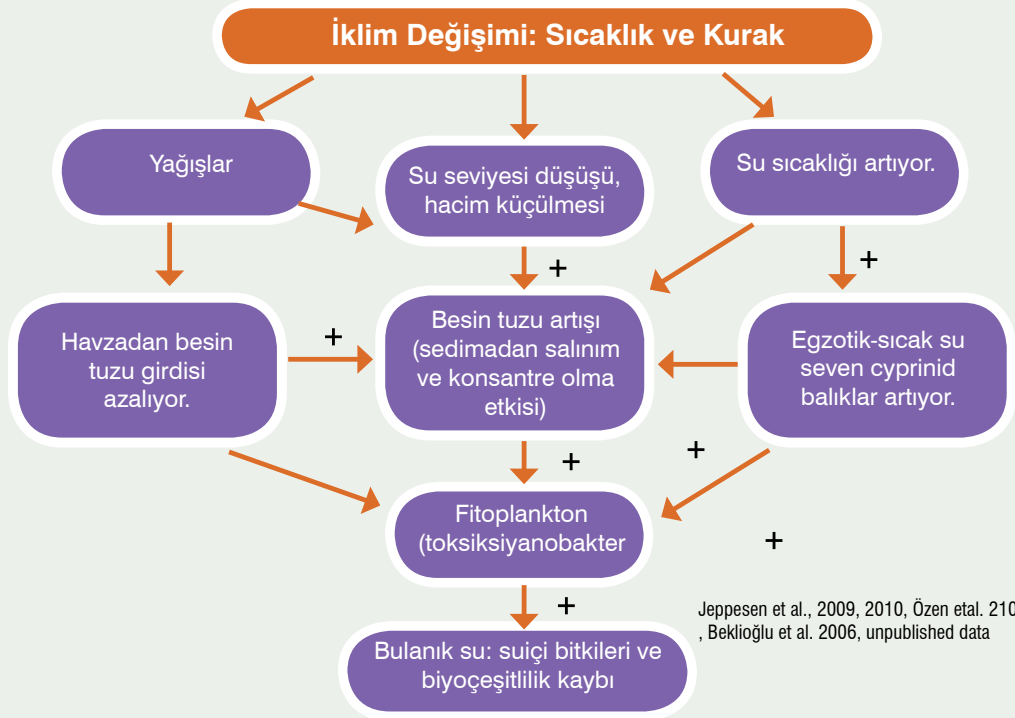 İklim Değişimi: Sıcaklık ve Kurak
Yağışlar
Su seviyesi düşüşü,
hacim küçülmesi
Su sıcaklığı artıyor.
+
+
Havzadan besin
tuzu girdisi
azalıyor.
+
Besin tuzu artışı
(sedimadan salınım
ve konsantre olma
etkisi)
Egzotik-sıcak su
seven cyprinid
balıklar artıyor.
+
+
Fitoplankton
(toksiksiyanobakter
+
+
Jeppesen et al., 2009, 2010, Özen etal. 210
, Beklioğlu et al. 2006, unpublished data
Bulanık su: suiçi bitkileri ve
biyoçeşitlilik kaybı